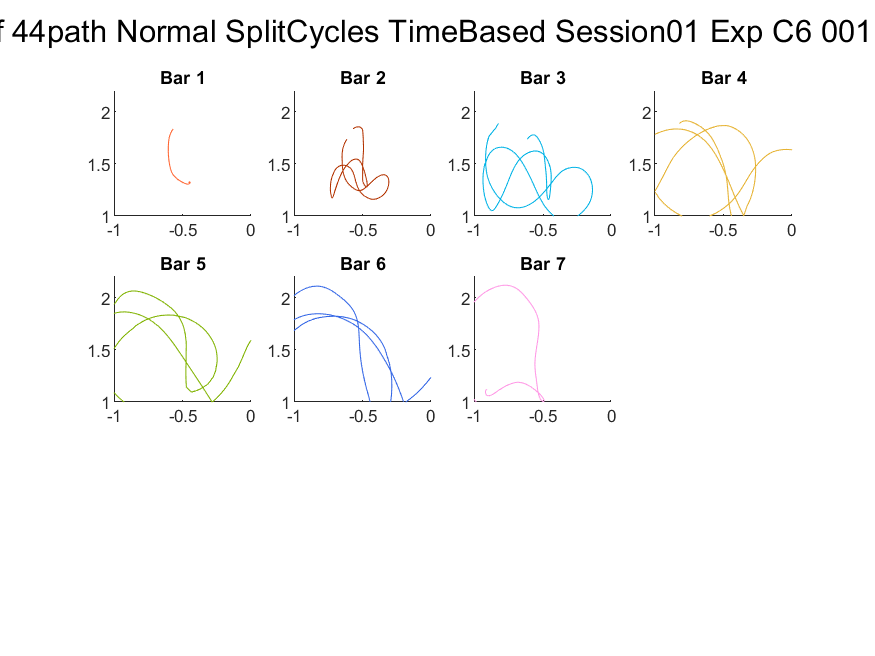 44path Normal SplitCycles TimeBased Session01 Exp C6 001
Bar 1 Bar 2 Bar 3 Bar 4
2 2 2 2
1.5 1.5 1.5 1.5
1 1 1 1
-1 -0.5 0 -1 -0.5 0 -1 -0.5 0 -1 -0.5 0
Bar 5 Bar 6 Bar 7
2 2 2
1.5 1.5 1.5
1 1 1
-1 -0.5 0 -1 -0.5 0 -1 -0.5 0